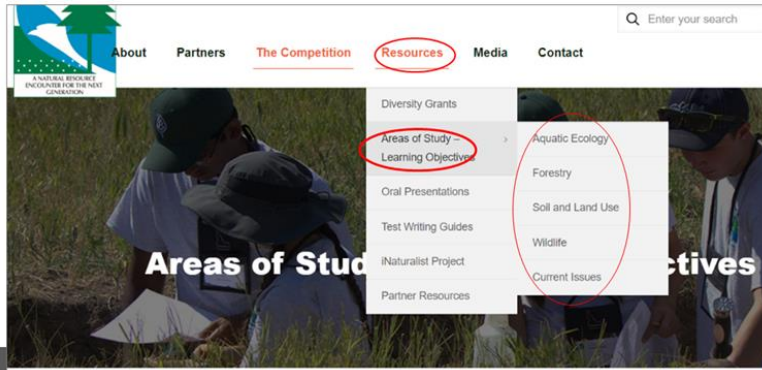 Enter your search
About Partners The Competition Resources Media Contact
A NATURAL RESOURCE
ENCOUNTER FOR THE NEXT
GENERATION
Diversity Grants
Areas of Study –
Learning Objectives
Oral Presentations
Test Writing Guides
iNaturalist Project
Partner Resources
Aquatic Ecology
Forestry
Soil and Land Use
Wildlife
Current Issues
Areas of Stud ctives